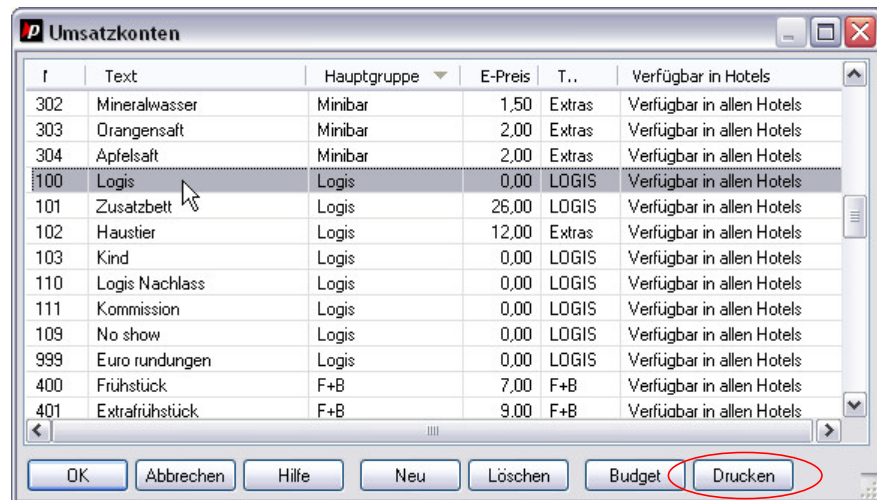 Umsatzkonten
Text Hauptgruppe E-Preis T.. Verfügbar in Hotels
302 Mineralwasser Minibar 1,50 Extras Verfügbar in allen Hotels
303 Orangensaft Minibar 2,00 Extras Verfügbar in allen Hotels
304 Apfelsaft Minibar 2,00 Extras Verfügbar in allen Hotels
100 Logis Logis 0,00 LOGIS Verfügbar in allen Hotels
101 Zusatzbett Logis 26,00 LOGIS Verfügbar in allen Hotels
102 Haustier Logis 12,00 Extras Verfügbar in allen Hotels
103 Kind Logis 0,00 LOGIS Verfügbar in allen Hotels
110 Logis Nachlass Logis 0,00 LOGIS Verfügbar in allen Hotels
111 Kommission Logis 0,00 LOGIS Verfügbar in allen Hotels
109 No show Logis 0,00 LOGIS Verfügbar in allen Hotels
999 Euro rundungen Logis 0,00 LOGIS Verfügbar in allen Hotels
400 Frühstück F+B 7,00 F+B Verfügbar in allen Hotels
401 Extrafrühstück F+B 9,00 F+B Verfügbar in allen Hotels
OK Abbrechen Hilfe Neu Löschen Budget Drucken